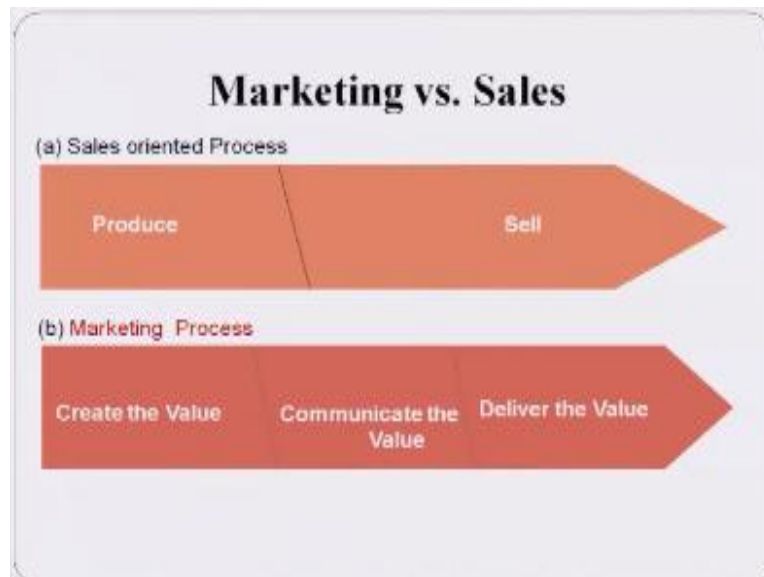 Marketing vs. Sales
(a) Sales oriented Process
Produce
Sell
(b) Marketing Process
Create the Value
Communicate the
Value
Deliver the Value